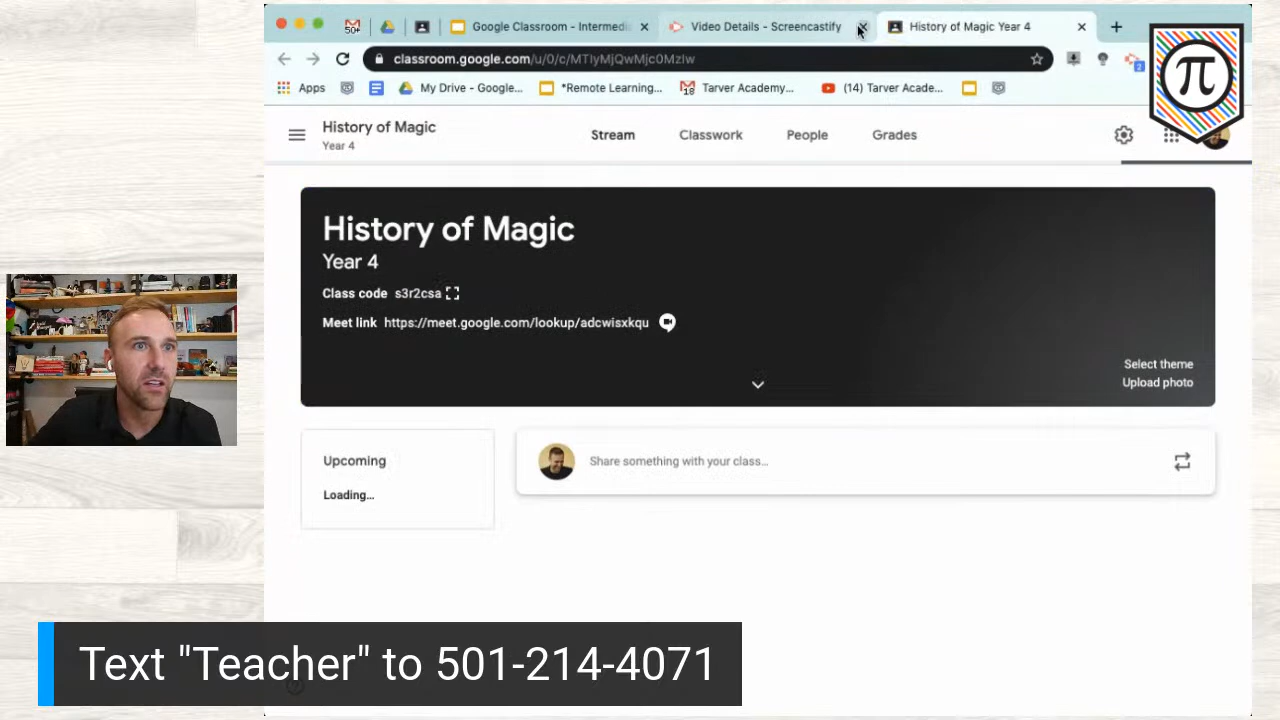 50+
Google Classroom - Intermedi
Video Details - Screencastify
History of Magic Year 4
classroom.google.com/u/0/c/MTIyMjQwMjc0MzIw
2
Apps
My Drive - Google...
*Remote Learning...
18
Tarver Academy...
(14) Tarver Acade...
π
History of Magic
Year 4
Stream
Classwork
People
Grades
History of Magic
Year 4
Class code s3r2csa
Meet link https://meet.google.com/lookup/adcwisxkqu
Select theme
Upload photo
Upcoming
Loading...
Share something with your class...
Text "Teacher" to 501-214-4071